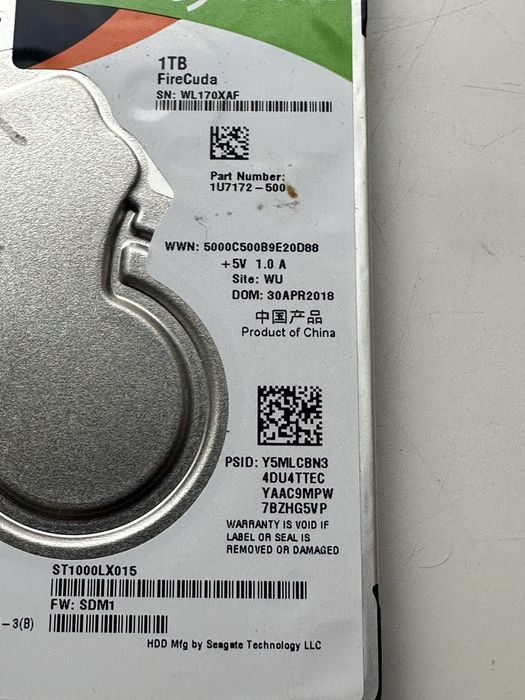 1TB
FireCuda
SN: WL170XAF
Part Number:
1U7172-500
WWN: 5000C500B9E20D88
+5V 1.0 A
Site: WU
DOM: 30APR2018
中国产品
Product of China
PSID: Y5MLCBN3
4DU4TTEC
YAAC9MPW
7BZHG5VP
WARRANTY IS VOID IF
LABEL OR SEAL IS
REMOVED OR DAMAGED
ST1000LX015
FW: SDM1
-3(B)
HDD Mfg by Seagate Technology LLC